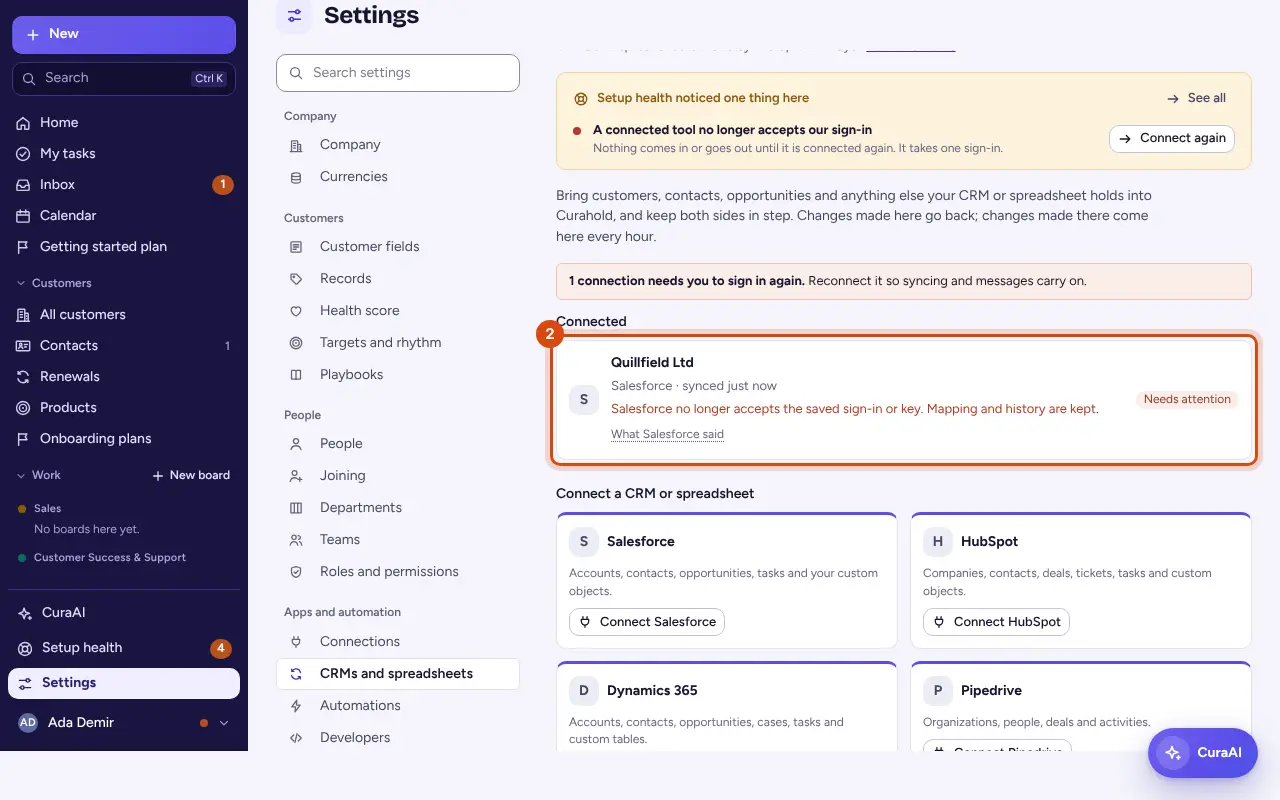 New
Search
Ctrl K
Home
My tasks
Inbox
1
Calendar
Getting started plan
Customers
All customers
Contacts
1
Renewals
Products
Onboarding plans
Work
New board
Sales
No boards here yet.
Customer Success & Support
CuraAI
Setup health
4
Settings
AD
Ada Demir
Settings
Search settings
Company
Company
Currencies
Customers
Customer fields
Records
Health score
Targets and rhythm
Playbooks
People
People
Joining
Departments
Teams
Roles and permissions
Apps and automation
Connections
CRMs and spreadsheets
Automations
Developers
Setup health noticed one thing here
See all
A connected tool no longer accepts our sign-in
Nothing comes in or goes out until it is connected again. It takes one sign-in.
Connect again
Bring customers, contacts, opportunities and anything else your CRM or spreadsheet holds into
Curahold, and keep both sides in step. Changes made here go back; changes made there come
here every hour.
1 connection needs you to sign in again. Reconnect it so syncing and messages carry on.
Connected
2
S
Quillfield Ltd
Salesforce · synced just now
Salesforce no longer accepts the saved sign-in or key. Mapping and history are kept.
What Salesforce said
Needs attention
Connect a CRM or spreadsheet
S
Salesforce
Accounts, contacts, opportunities, tasks and your custom
objects.
Connect Salesforce
H
HubSpot
Companies, contacts, deals, tickets, tasks and custom
objects.
Connect HubSpot
D
Dynamics 365
Accounts, contacts, opportunities, cases, tasks and
custom tables.
P
Pipedrive
Organizations, people, deals and activities.
Connect Pipedrive
CuraAI